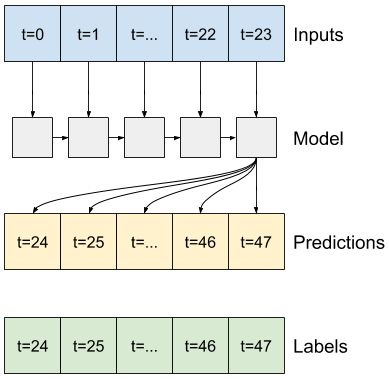 t=0 t=1 t=... t=22 t=23 Inputs
Model
t=24 t=25 t=... t=46 t=47 Predictions
t=24 t=25 t=... t=46 t=47 Labels